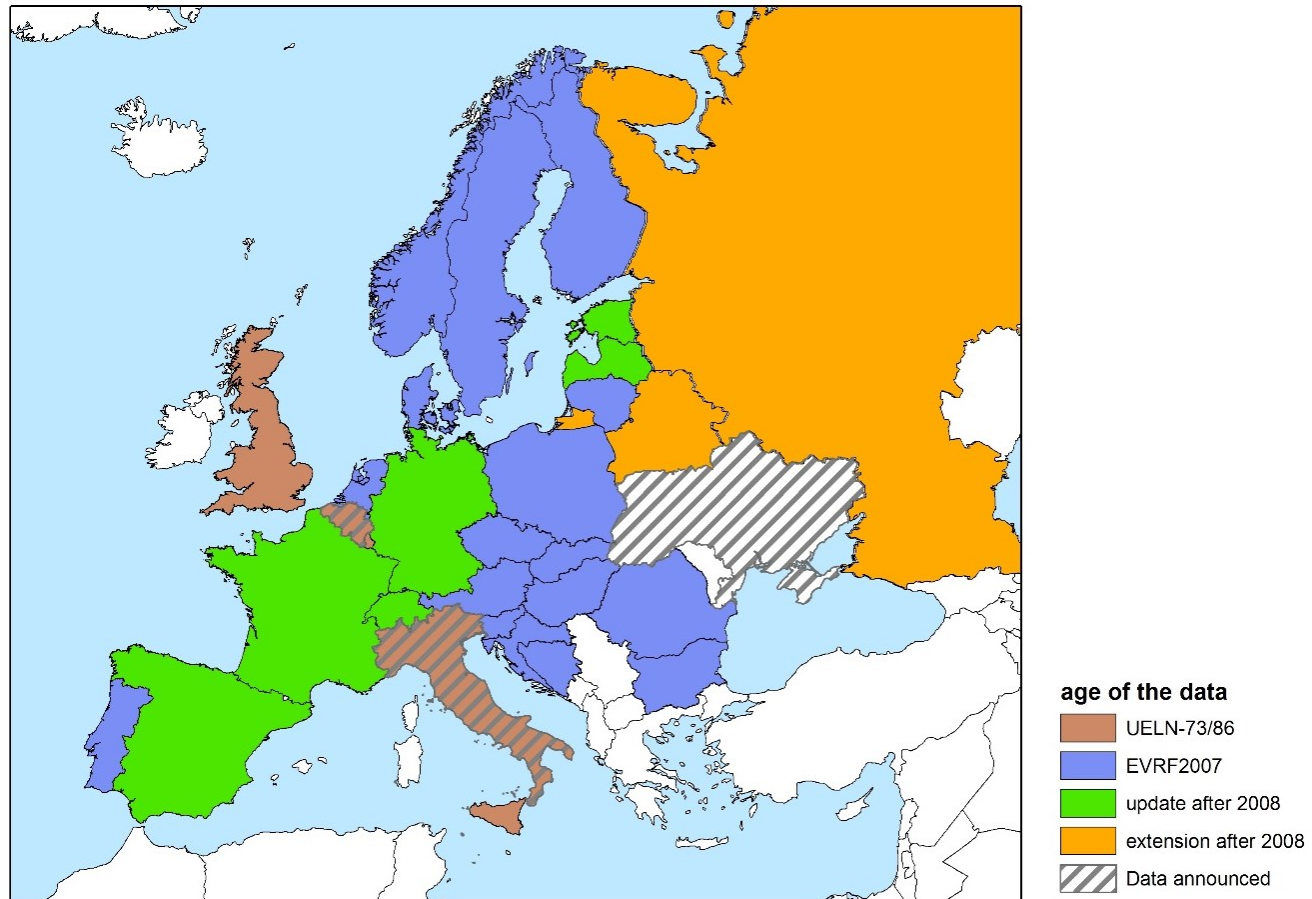 age of the data
UELN-73/86
EVRF2007
update after 2008
extension after 2008
Data announced